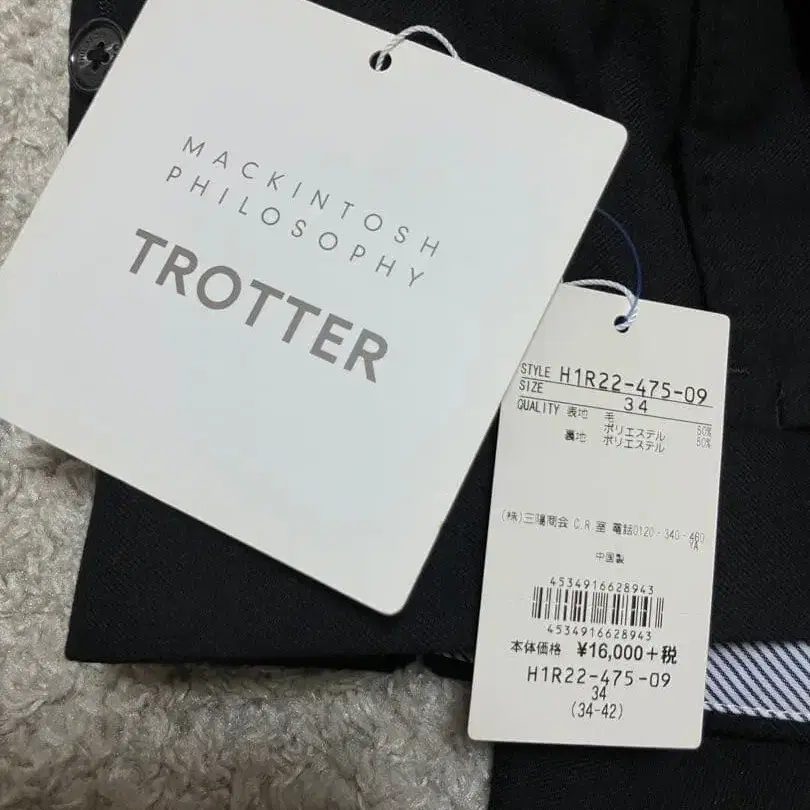 MACKINTOSH
PHILOSOPHY
TROTTER
STYLE H1R22-475-09
SIZE 34
QUALITY 表地 毛 50%
ポリエステル 50%
裏地 ポリエステル
(株)三陽商会 C.R.室 電話0120-340-460
YA
中国製
4534916628943
4534916628943
本体価格 ¥16,000+税
H1R22-475-09
34
(34-42)